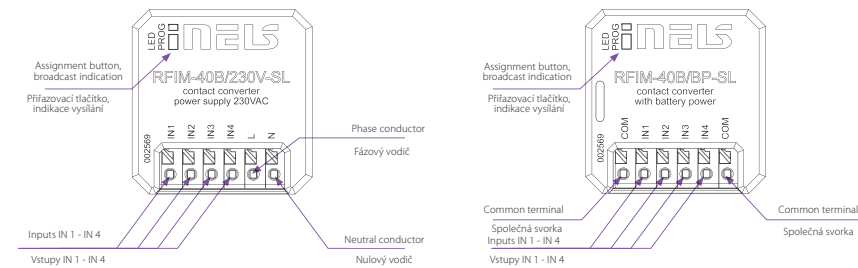 LED
PROG
iNELS
Assignment button,
broadcast indication
Přiřazovací tlačítko,
indikace vysílání
RFIM-40B/230V-SL
contact converter
power supply 230VAC
002569
IN1
IN2
IN3
IN4
L
N
Phase conductor
Fázový vodič
Inputs IN 1 - IN 4
Vstupy IN 1 - IN 4
Neutral conductor
Nulový vodič
LED
PROG
iNELS
Assignment button,
broadcast indication
Přiřazovací tlačítko,
indikace vysílání
RFIM-40B/BP-SL
contact converter
with battery power
002569
COM
IN1
IN2
IN3
IN4
COM
Common terminal
Společná svorka
Inputs IN 1 - IN 4
Vstupy IN 1 - IN 4
Common terminal
Společná svorka